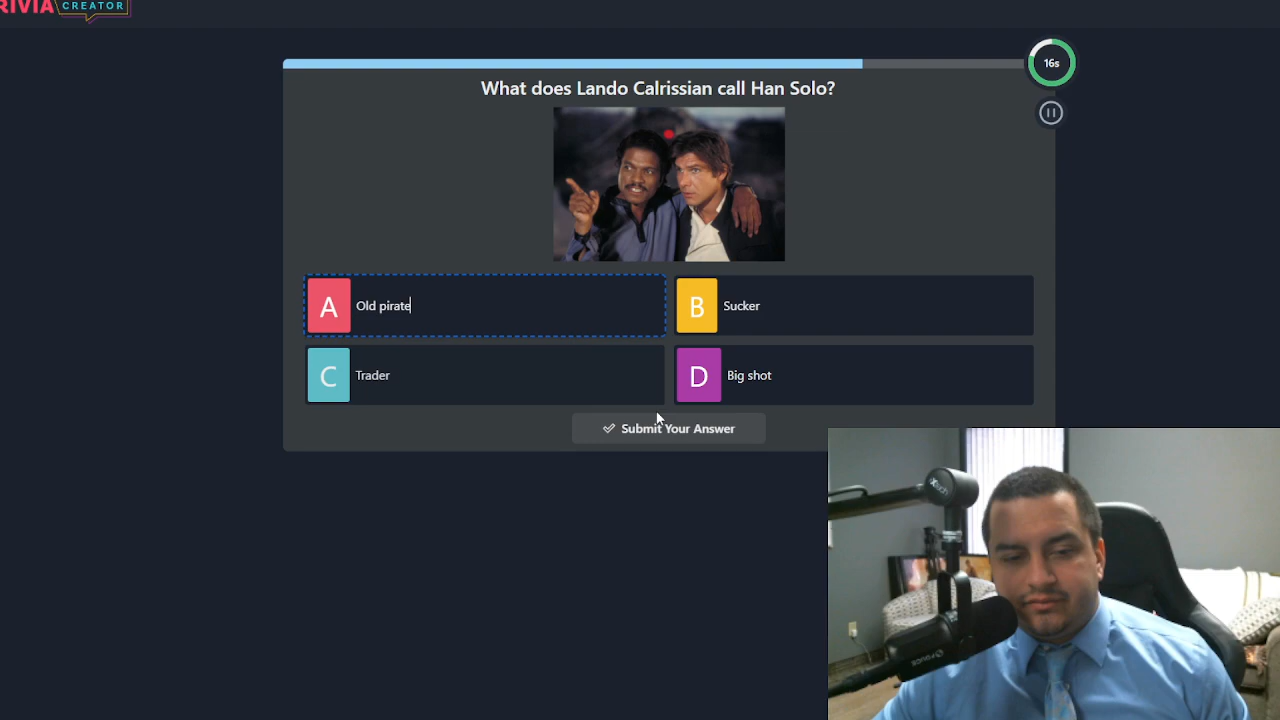 RIVIA
CREATOR
16s
What does Lando Calrissian call Han Solo?
A Old pirate
B Sucker
C Trader
D Big shot
Submit Your Answer